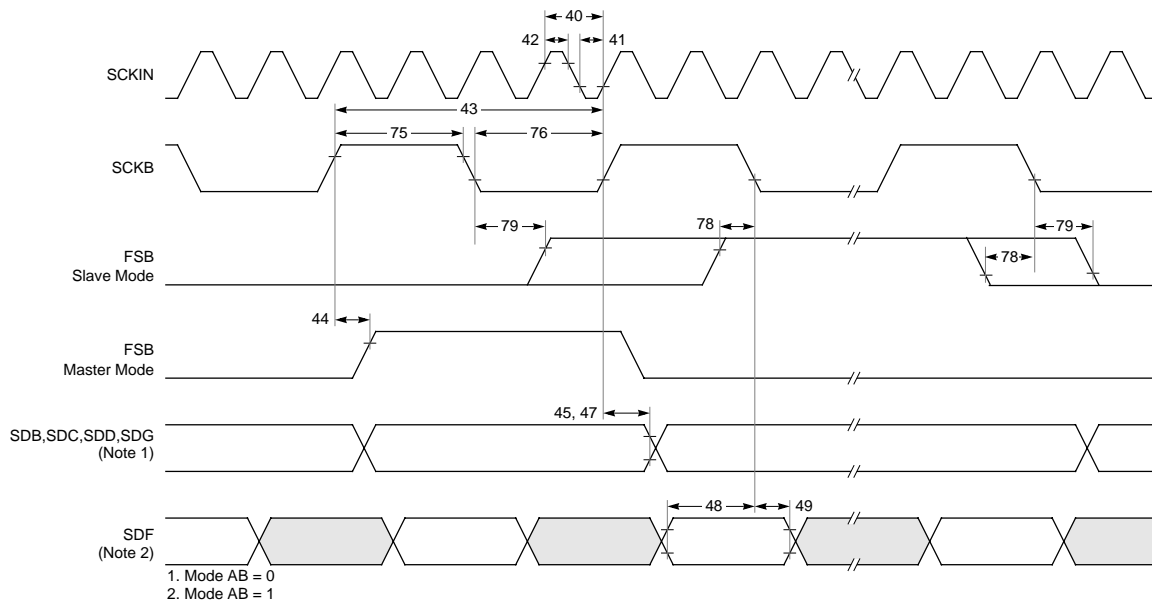 40
42
41
SCKIN
43
75
76
SCKB
79
78
79
FSB
Slave Mode
78
44
FSB
Master Mode
45, 47
SDB,SDC,SDD,SDG
(Note 1)
48
49
SDF
(Note 2)
1. Mode AB = 0
2. Mode AB = 1